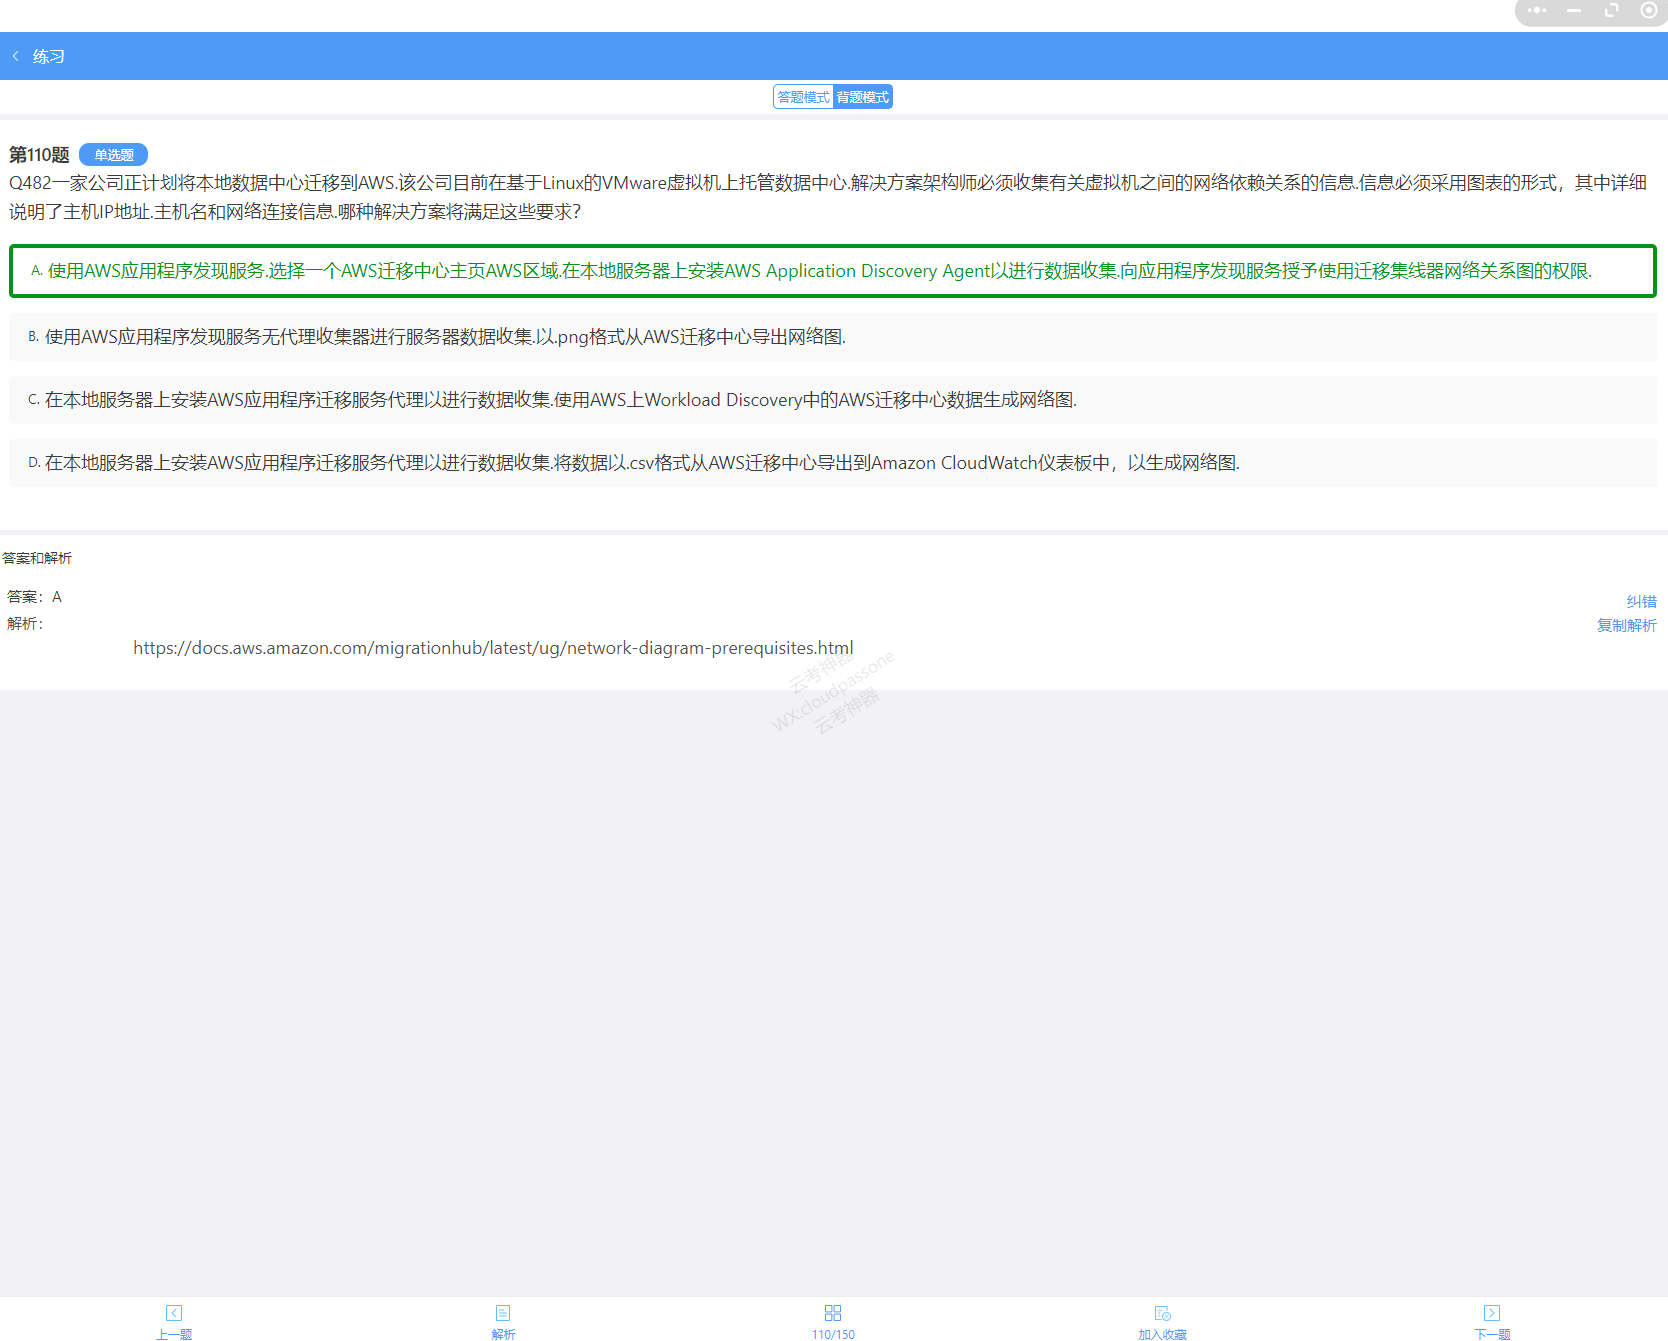 练习
答题模式 背题模式
第110题 单选题
Q482一家公司正计划将本地数据中心迁移到AWS.该公司目前在基于Linux的VMware虚拟机上托管数据中心.解决方案架构师必须收集有关虚拟机之间的网络依赖关系的信息.信息必须采用图表的形式，其中详细
说明了主机IP地址.主机名和网络连接信息.哪种解决方案将满足这些要求？
A. 使用AWS应用程序发现服务.选择一个AWS迁移中心主页AWS区域.在本地服务器上安装AWS Application Discovery Agent以进行数据收集.向应用程序发现服务授予使用迁移集线器网络关系图的权限.
B. 使用AWS应用程序发现服务无代理收集器进行服务器数据收集.以.png格式从AWS迁移中心导出网络图.
C. 在本地服务器上安装AWS应用程序迁移服务代理以进行数据收集.使用AWS上Workload Discovery中的AWS迁移中心数据生成网络图.
D. 在本地服务器上安装AWS应用程序迁移服务代理以进行数据收集.将数据以.csv格式从AWS迁移中心导出到Amazon CloudWatch仪表板中，以生成网络图.
答案和解析
答案：A
纠错
解析：
复制解析
https://docs.aws.amazon.com/migrationhub/latest/ug/network-diagram-prerequisites.html
云考神器
WX:cloudpassone
云考神器
上一题 解析 110/150 加入收藏 下一题